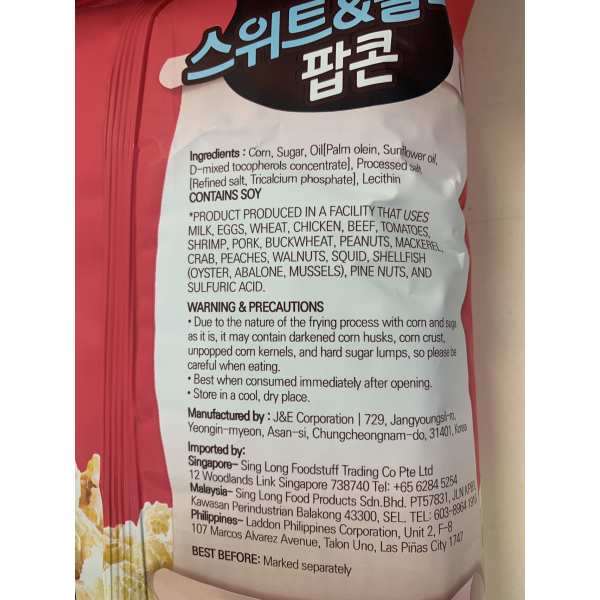 스위트&
팝콘
Ingredients : Corn, Sugar, Oil[Palm olein, Sunflower oil,
D-mixed tocopherols concentrate], Processed salt
[Refined salt, Tricalcium phosphate], Lecithin
CONTAINS SOY
*PRODUCT PRODUCED IN A FACILITY THAT USES
MILK, EGGS, WHEAT, CHICKEN, BEEF, TOMATOES,
SHRIMP, PORK, BUCKWHEAT, PEANUTS, MACKEREL,
CRAB, PEACHES, WALNUTS, SQUID, SHELLFISH
(OYSTER, ABALONE, MUSSELS), PINE NUTS, AND
SULFURIC ACID.
WARNING & PRECAUTIONS
• Due to the nature of the frying process with corn and
as it is, it may contain darkened corn husks, corn crust,
unpopped corn kernels, and hard sugar lumps, so please be
careful when eating.
• Best when consumed immediately after opening.
• Store in a cool, dry place.
Manufactured by : J&E Corporation | 729, Jangyoungsil-ro,
Yeongin-myeon, Asan-si, Chungcheongnam-do, 31401, Korea
Imported by:
Singapore- Sing Long Foodstuff Trading Co Pte Ltd
12 Woodlands Link Singapore 738740 Tel: +65 6284 5254
Malaysia- Sing Long Food Products Sdn.Bhd. PT57831, JLN KPB9,
Kawasan Perindustrian Balakong 43300, SEL. TEL: 603-8964
Philippines- Laddon Philippines Corporation, Unit 2, F-8
107 Marcos Alvarez Avenue, Talon Uno, Las Piñas City 1747
BEST BEFORE: Marked separately